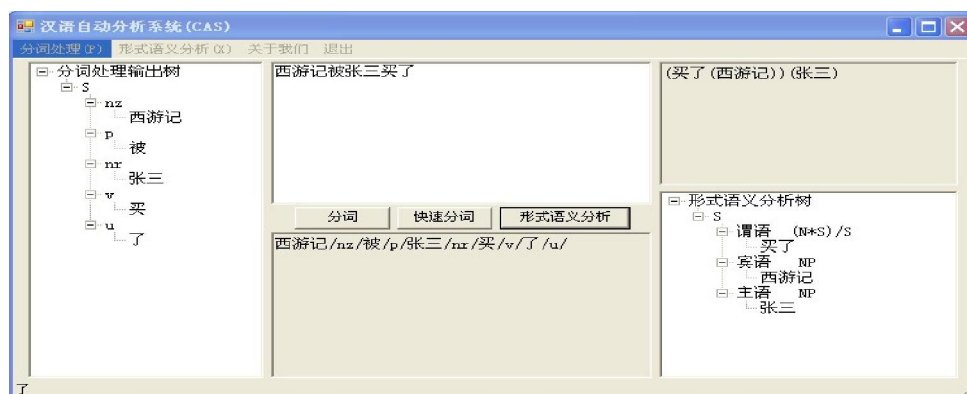 汉语自动分析系统(CAS)
分词处理(P) 形式语义分析(X) 关于我们 退出
分词处理输出树
S
nz
西游记
p
被
nr
张三
v
买
u
了
西游记被张三买了
分词 快速分词 形式语义分析
西游记/nz/被/p/张三/nr/买/v/了/u/
(买了(西游记))(张三)
形式语义分析树
S
谓语 (N*S)/S
买了
宾语 NP
西游记
主语 NP
张三
了